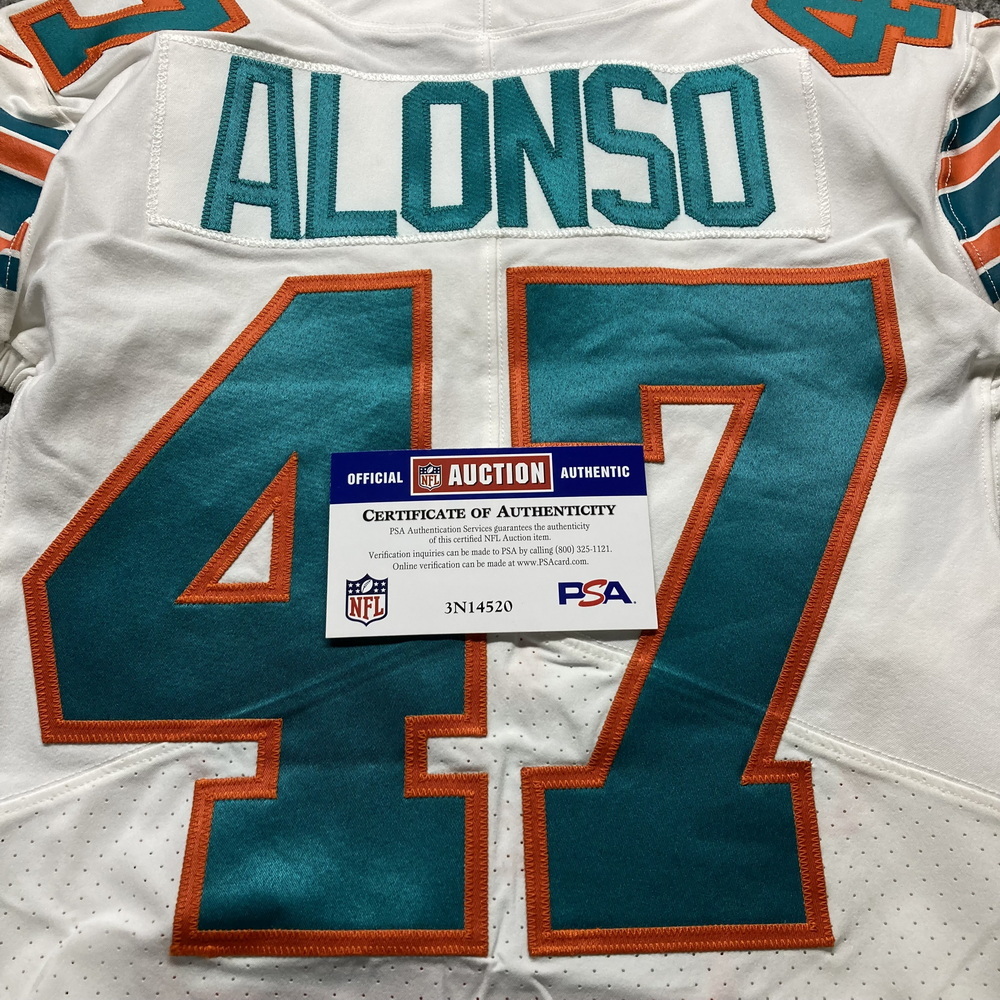 ALONSO
47
OFFICIAL NFL AUCTION AUTHENTIC
CERTIFICATE OF AUTHENTICITY
PSA Authentication Services guarantees the authenticity
of this certified NFL Auction item.
Verification inquiries can be made to PSA by calling (800) 325-1121.
Online verification can be made at www.PSAcard.com.
NFL
3N14520
PSA